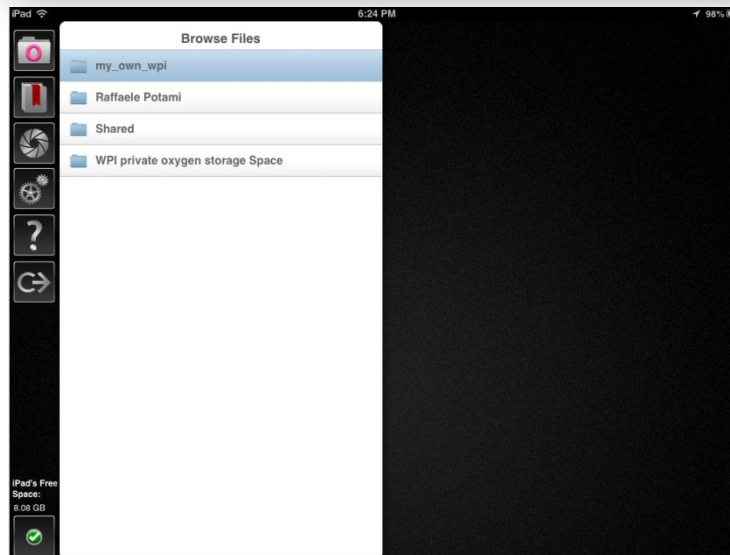 iPad 6:24 PM 98%
Browse Files
my_own_wpi
Raffaele Potami
Shared
WPI private oxygen storage Space
iPad's Free
Space:
8.08 GB